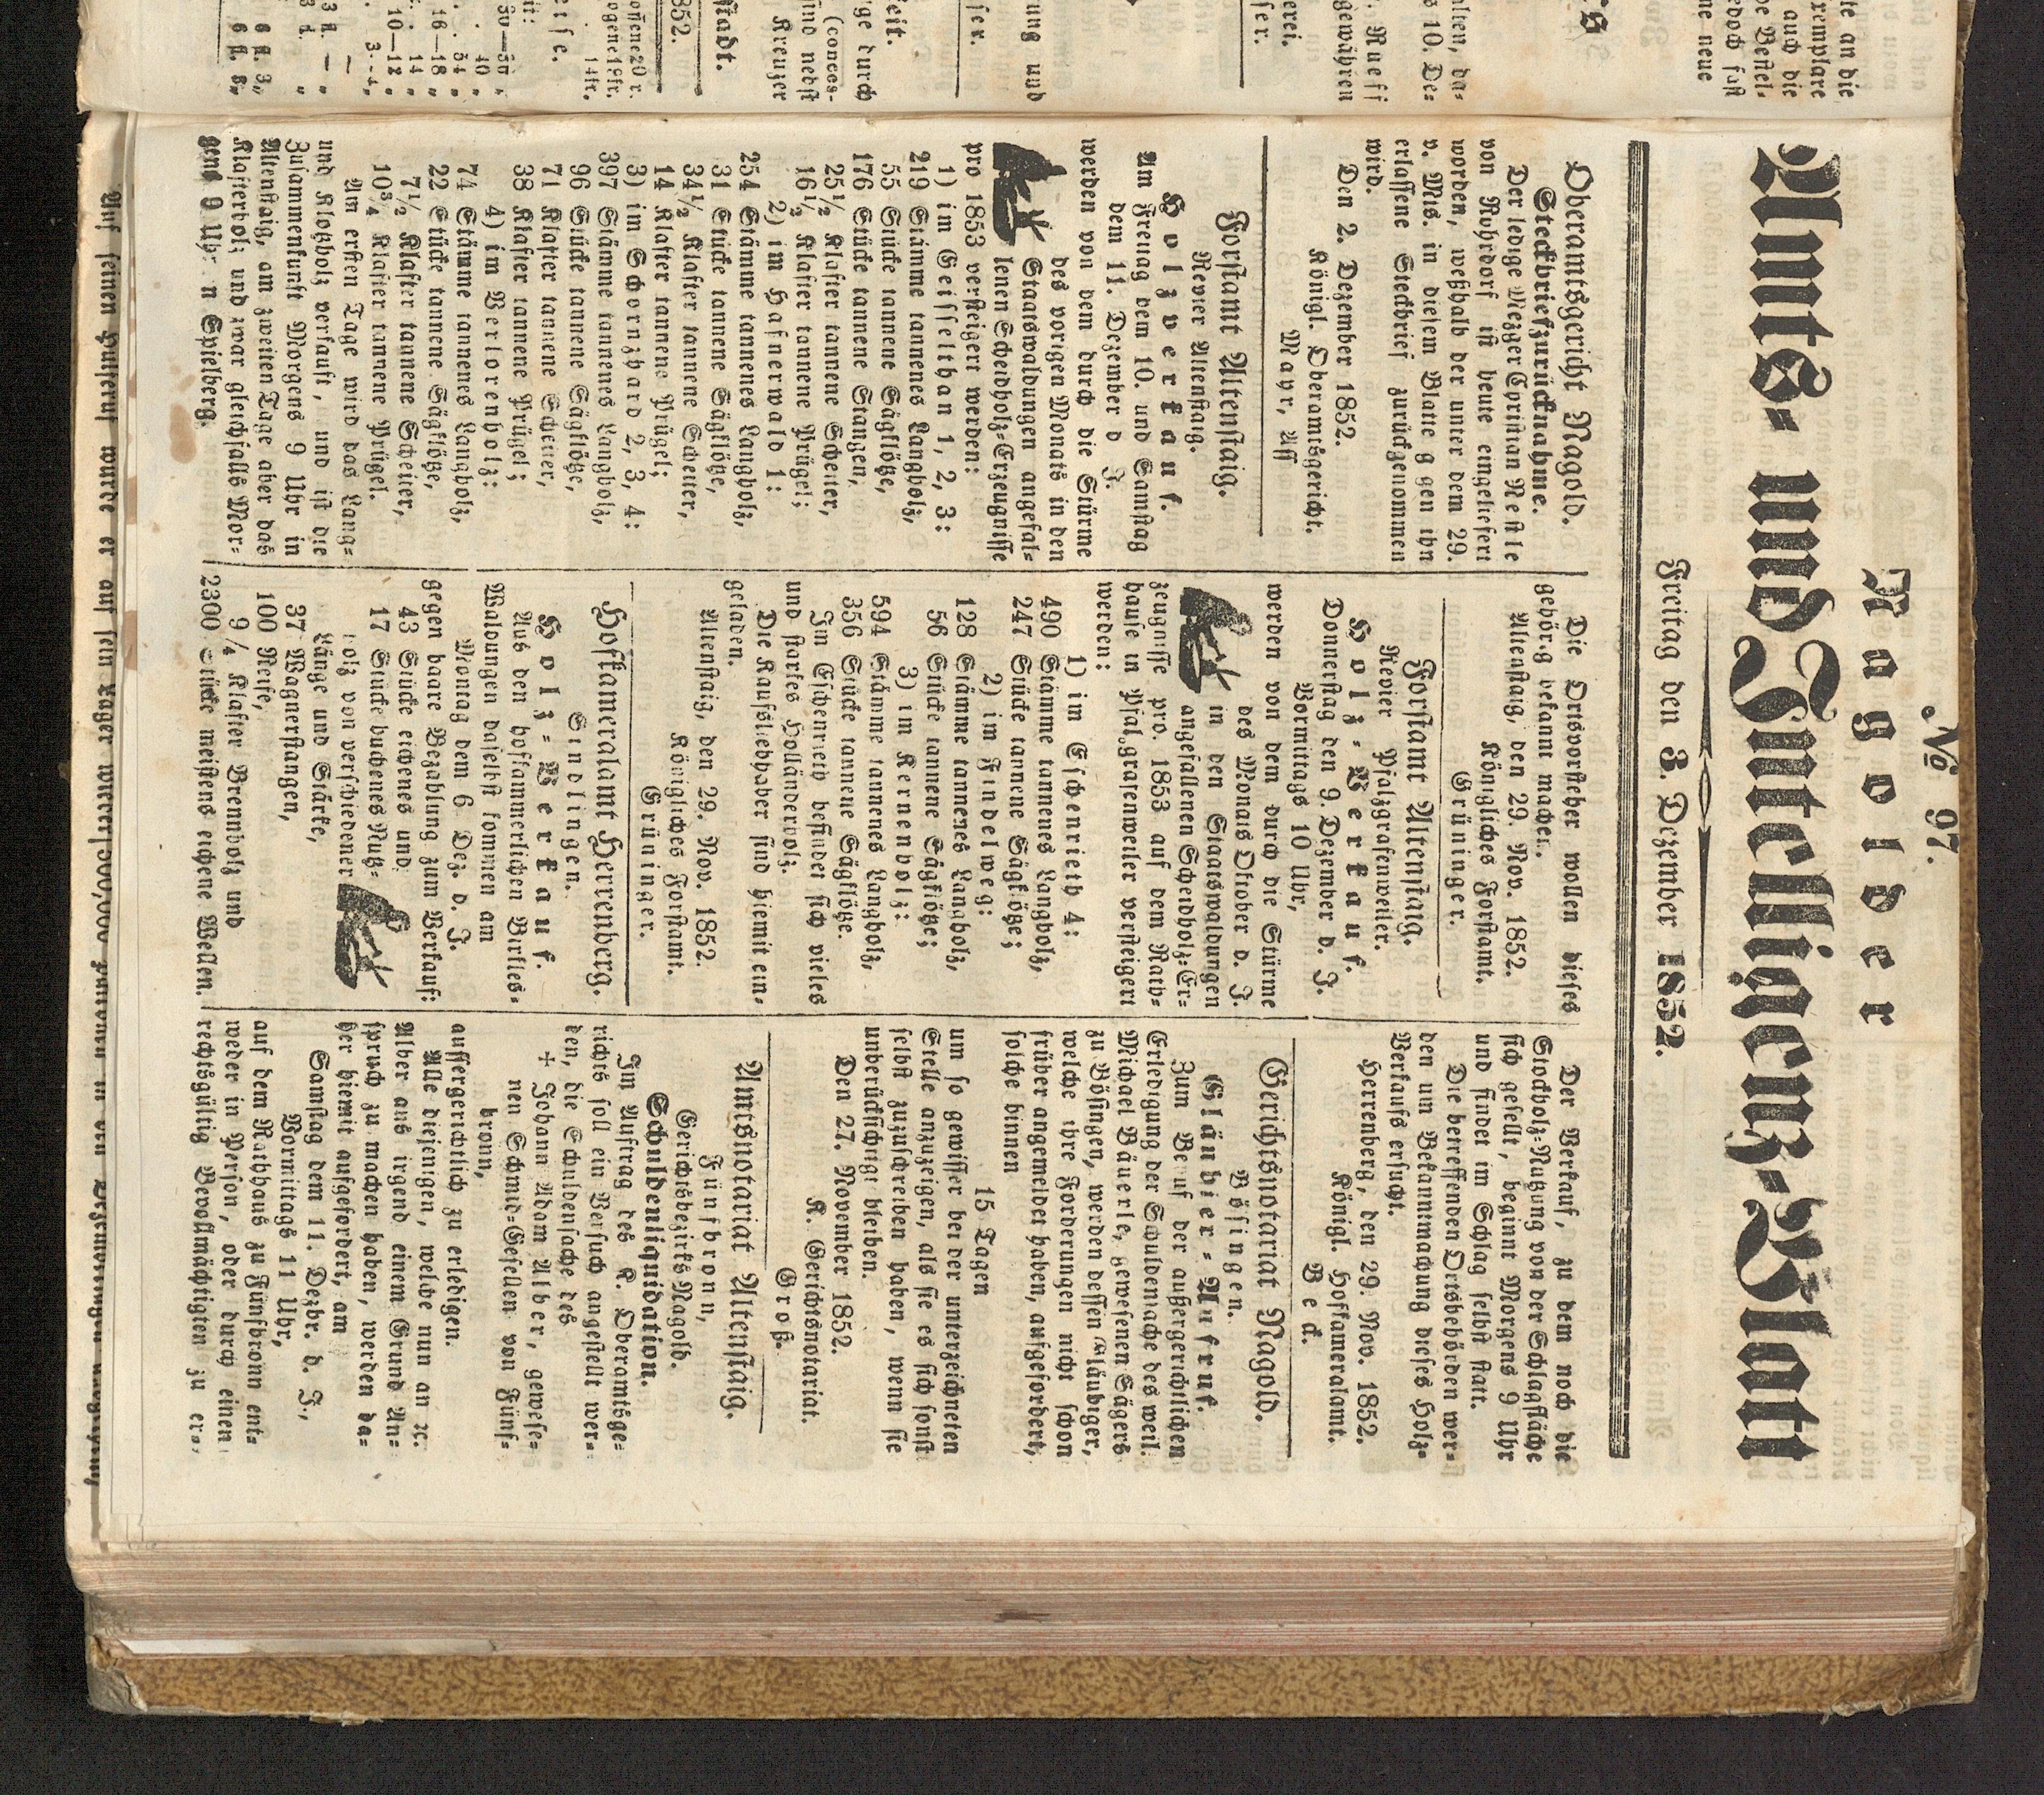 № 97.
Nagolder
Amts- und Intelligenz-Blatt
Freitag den 3. Dezember 1852.
Oberamtsgericht Nagold.
Steckbriefzurücknahme.
Der ledige Mezger Christian Nestle
von Rohrdorf ist heute eingeliefert
worden, weßhalb der unter dem 29.
v. Mts. in diesem Blatte g gen ihn
erlassene Steckbrief zurückgenommen
wird.
Den 2. Dezember 1852.
Königl. Oberamtsgericht.
Mayr, Aff
Forstamt Altenstaig.
Revier Altenstaig.
Holzverkauf.
Am Freitag dem 10. und Samstag
dem 11. Dezember d J.
werden von dem durch die Stürme
des vorigen Monats in den
Staatswaldungen angefal-
lenen Scheidholz-Erzeugnisse
pro 1853 versteigert werden:
1) im Geisselthan 1, 2, 3:
219 Stämme tannenes Langholz,
55 Stücke tannene Sägklötze,
176 Stücke tannene Stangen,
25½ Klafter tannene Scheiter,
16½ Klafter tannene Prügel;
2) im Hafnerwald 1:
254 Stämme tannenes Langholz,
31 Stücke tannene Sägklötze,
34½ Klafter tannene Scheiter,
14 Klafter tannene Prügel;
3) im Schornzhard 2, 3, 4:
397 Stämme tannenes Langholz,
96 Stücke tannene Sägklötze,
71 Klafter tannene Scheiter,
38 Klafter tannene Prügel;
4) im Verlorenholz:
74 Stämme tannenes Langholz,
22 Stücke tannene Sägklötze,
7½ Klafter tannene Scheiter,
10¾ Klafter tannene Prügel.
Am ersten Tage wird das Lang-
und Klotzholz verkauft, und ist die
Zusammenkunft Morgens 9 Uhr in
Altenstaig, am zweiten Tage aber das
Klafterholz und zwar gleichfalls Mor-
gens 9 Uhr n Spielberg.
Die Ortsvorsteher wollen dieses
gehörig bekannt machen.
Altenstaig, den 29. Nov. 1852.
Königliches Forstamt.
Grüninger.
Forstamt Altenstaig.
Revier Pfalzgrafenweiler.
Holz-Verkauf.
Donnerstag den 9. Dezember d. J.
Vormittags 10 Uhr,
werden von dem durch die Stürme
des Monats Oktober d. J.
in den Staatswaldungen
angefallenen Scheidholz-Er-
zeugnisse pro. 1853 auf dem Rath-
hause in Pfalzgrafenweiler versteigert
werden:
1) im Eschenrieth 4:
490 Stämme tannenes Langholz,
247 Stücke tannene Sägklötze;
2) im Findelweg:
128 Stämme tannenes Langholz,
56 Stücke tannene Sägklötze;
3) in Kernenholz:
594 Stämme tannenes Langholz,
356 Stücke tannene Sägklötze.
Im Eschenrieth befindet sich vieles
und starkes Holländerholz.
Die Kaufsliebhaber sind hiemit ein-
geladen.
Altenstaig, den 29. Nov. 1852.
Königliches Forstamt.
Grüninger.
Hofkameralamt Herrenberg.
Sindlingen.
Holz-Verkauf.
Aus den hofkammerlichen Birkles-
Waldungen daselbst kommen am
Montag dem 6 Dez. d. J.
gegen baare Bezahlung zum Verkauf:
43 Stücke eichenes und
17 Stücke buchenes Nutz-
holz von verschiedener
Länge und Stärke,
37 Wagnerstangen,
100 Reife,
9¼ Klafter Brennholz und
2300 Stücke meistens eichene Wellen.
Der Verkauf, zu dem noch die
Stockholz-Nutzung von der Schlagfläche
sich gesellt, beginnt Morgens 9 Uhr
und findet im Schlag selbst statt.
Die betreffenden Ortsbehörden wer-
den um Bekanntmachung dieses Holz-
Verkaufs ersucht.
Herrenberg, den 29. Nov. 1852.
Königl. Hofkameralamt.
Beck.
Gerichtsnotariat Nagold.
Bösingen.
Gläubier-Aufruf.
Zum Behuf der außergerichtlichen
Erledigung der Schuldensache des weil.
Michael Bäuerle, gewesenen Sägers
zu Bösingen, werden dessen Gläubiger,
welche ihre Forderungen nicht schon
früher angemeldet haben, aufgefordert,
solche binnen
15 Tagen
um so gewisser bei der unterzeichneten
Stelle anzuzeigen, als sie es sich sonst
selbst zuzuschreiben haben, wenn sie
unberücksichtigt bleiben.
Den 27. November 1852.
K. Gerichtsnotariat.
Groß.
Amtsnotariat Altenstaig.
Fünfbronn,
Gerichtsbezirks Nagold.
Schuldenliquidation.
Im Auftrag des K. Oberamtsge-
richts soll ein Versuch angestellt wer-
den, die Schuldensache des
† Johann Adam Alber, gewese-
nen Schmid-Gesellen von Fünf-
bronn,
aussergerichtlich zu erledigen.
Alle diejenigen, welche nun an rc.
Alber aus irgend einem Grund An-
spruch zu machen haben, werden da-
her hiemit aufgefordert, am
Samstag dem 11. Dezbr. d. J.,
Vormittags 11 Uhr,
auf dem Rathhaus zu Fünfbronn ent-
weder in Person, oder durch einen
rechtsgültig Bevollmächtigten zu er-